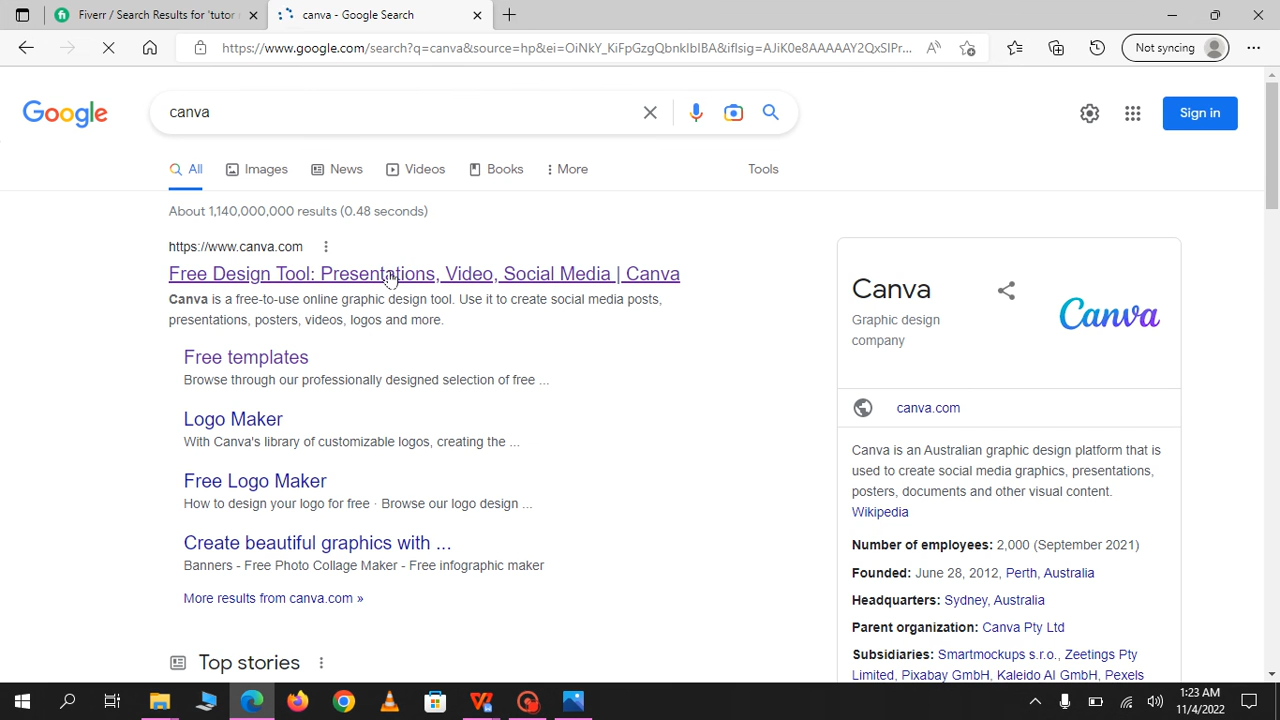 Fiverr / Search Results for 'tutor
canva - Google Search
https://www.google.com/search?q=canva&source=hp&ei=OiNkY_KiFpGzgQbnkIbIBA&iflsig=AJiK0e8AAAAAY2QxSIPr...
Not syncing
Google
canva
Sign in
All
Images
News
Videos
Books
More
Tools
About 1,140,000,000 results (0.48 seconds)
https://www.canva.com
Free Design Tool: Presentations, Video, Social Media | Canva
Canva is a free-to-use online graphic design tool. Use it to create social media posts,
presentations, posters, videos, logos and more.
Free templates
Browse through our professionally designed selection of free ...
Logo Maker
With Canva's library of customizable logos, creating the ...
Free Logo Maker
How to design your logo for free · Browse our logo design ...
Create beautiful graphics with ...
Banners - Free Photo Collage Maker - Free infographic maker
More results from canva.com »
Top stories
Canva
Graphic design
company
Canva
canva.com
Canva is an Australian graphic design platform that is
used to create social media graphics, presentations,
posters, documents and other visual content.
Wikipedia
Number of employees: 2,000 (September 2021)
Founded: June 28, 2012, Perth, Australia
Headquarters: Sydney, Australia
Parent organization: Canva Pty Ltd
Subsidiaries: Smartmockups s.r.o., Zeetings Pty
Limited, Pixabay GmbH, Kaleido AI GmbH, Pexels
1:23 AM
11/4/2022